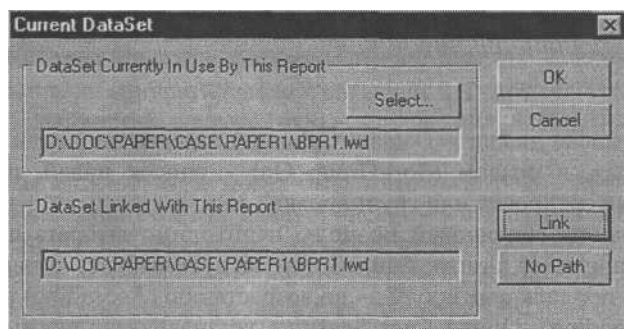 Current DataSet
DataSet Currently In Use By This Report
Select...
D:\DOC\PAPER\CASE\PAPER1\BPR1.lwd
OK
Cancel
DataSet Linked With This Report
D:\DOC\PAPER\CASE\PAPER1\BPR1.lwd
Link
No Path